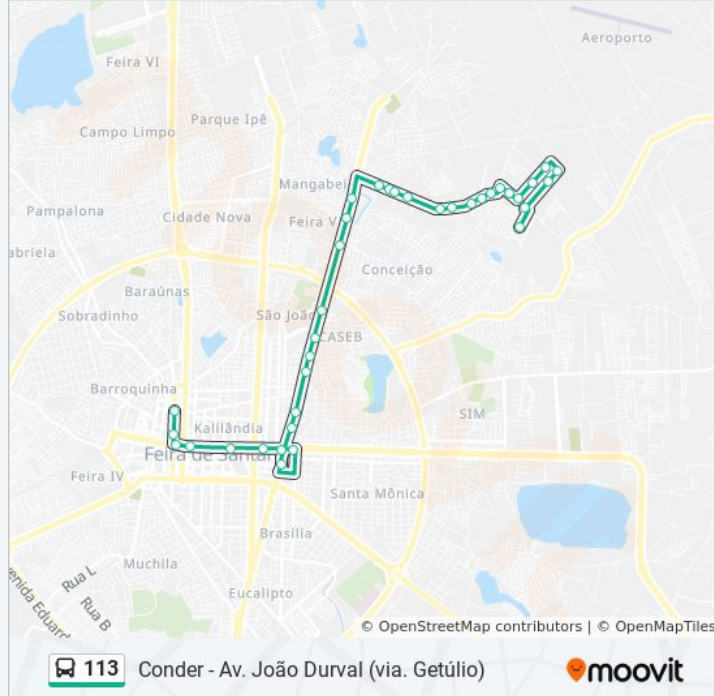 Aeroporto
Feira VI
Parque Ipê
Campo Limpo
Mangabei
Pampalona
Cidade Nova
Feira V
abriela
Conceição
Baraúnas
Sobradinho
São João
CASEB
Barroquinha
SIM
Kalilândia
Feira de Santan
Feira IV
Santa Mônica
Brasília
Muchila
Rua L
Eucalipto
Rua B
venida Eduard
© OpenStreetMap contributors | © OpenMapTiles
113 Conder - Av. João Durval (via. Getúlio) moovit